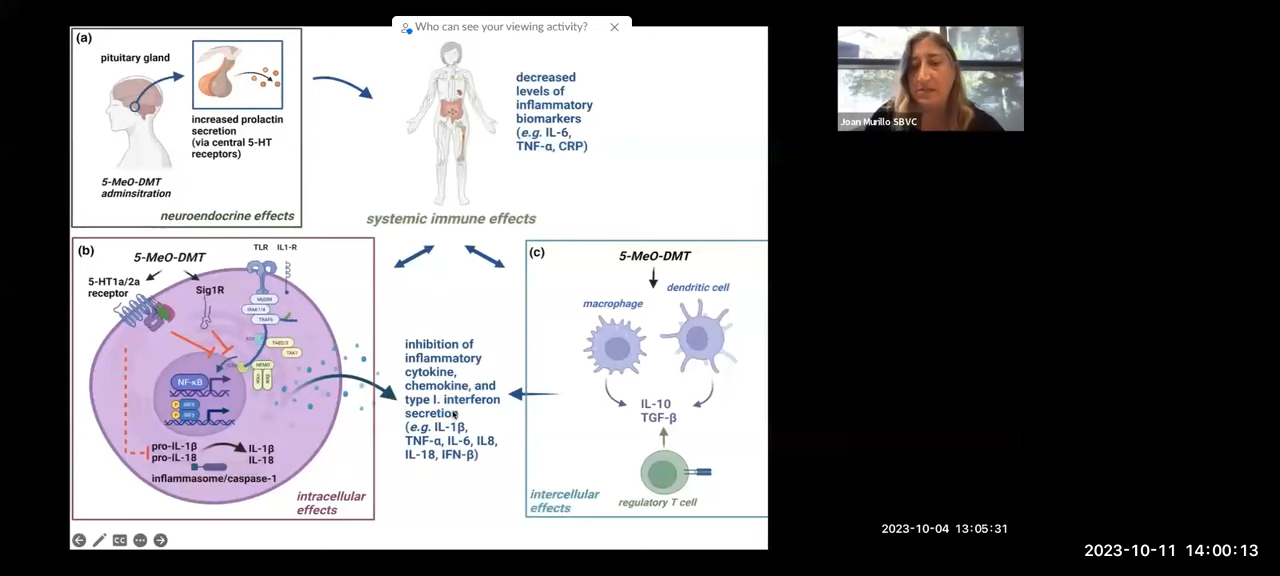 Who can see your viewing activity?
(a)
pituitary gland
increased prolactin
secretion
(via central 5-HT
receptors)
5-MeO-DMT
adminsitration
neuroendocrine effects
decreased
levels of
inflammatory
biomarkers
(e.g. IL-6,
TNF-α, CRP)
systemic immune effects
Joan Murillo SBVC
(b)
5-MeO-DMT
TLR IL1-R
5-HT1a/2a
receptor
Sig1R
MyD88
IRAK1/4
TRAF6
TAB2/3
TAK1
NEMO
NF-κB
P
P
pro-IL-1β
pro-IL-18
IL-1β
IL-18
inflammasome/caspase-1
intracellular
effects
inhibition of
inflammatory
cytokine,
chemokine, and
type I. interferon
secretion
(e.g. IL-1β,
TNF-α, IL-6, IL8,
IL-18, IFN-β)
(c)
5-MeO-DMT
macrophage
dendritic cell
IL-10
TGF-β
regulatory T cell
intercellular
effects
CC
2023-10-04 13:05:31
2023-10-11 14:00:13